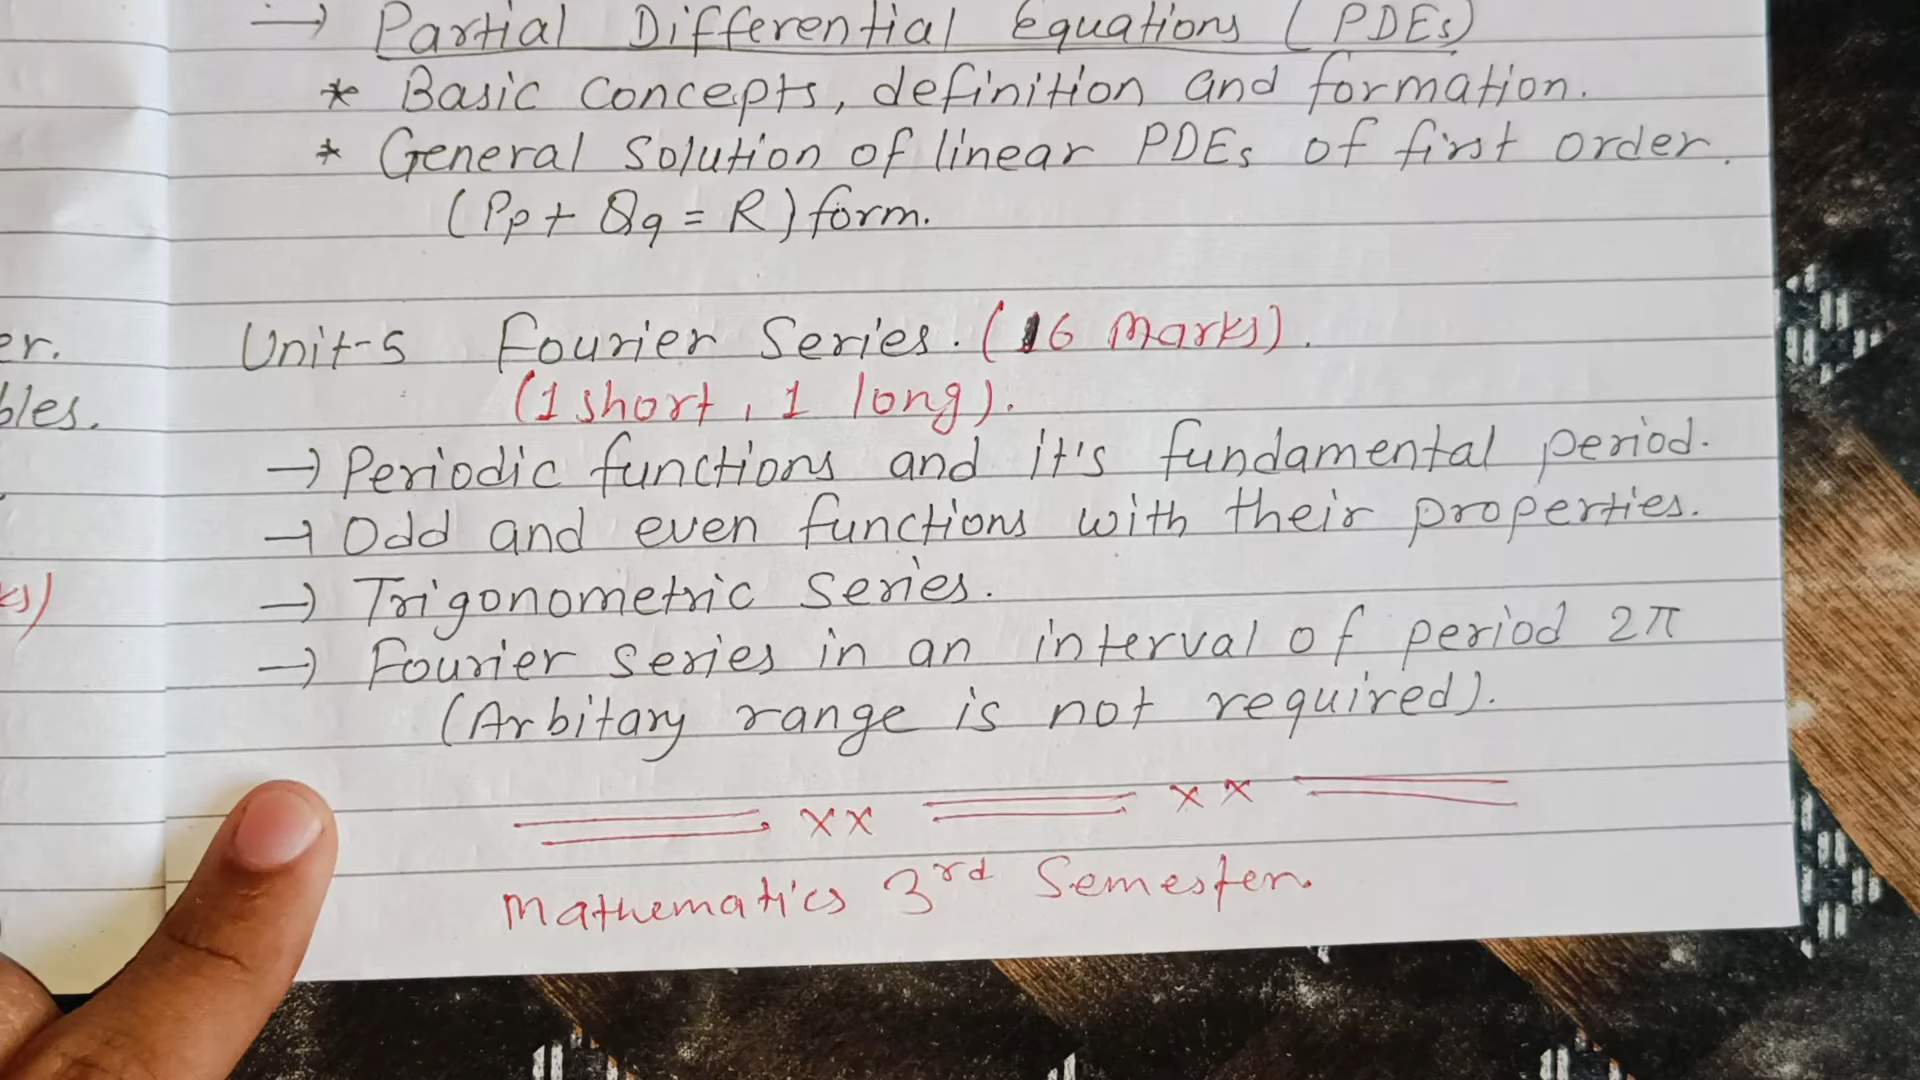 → Partial Differential Equations (PDEs)
* Basic concepts, definition and formation.
* General solution of linear PDEs of first order.
(Pp + Qq = R) form.
er.
Unit-5 Fourier Series. (16 Marks).
bles.
(1 short, 1 long).
→ Periodic functions and it's fundamental period.
→ Odd and even functions with their properties.
ks)
→ Trigonometric series.
→ Fourier series in an interval of period 2π
(Arbitary range is not required).
xx xx
Mathematics 3rd Semester.